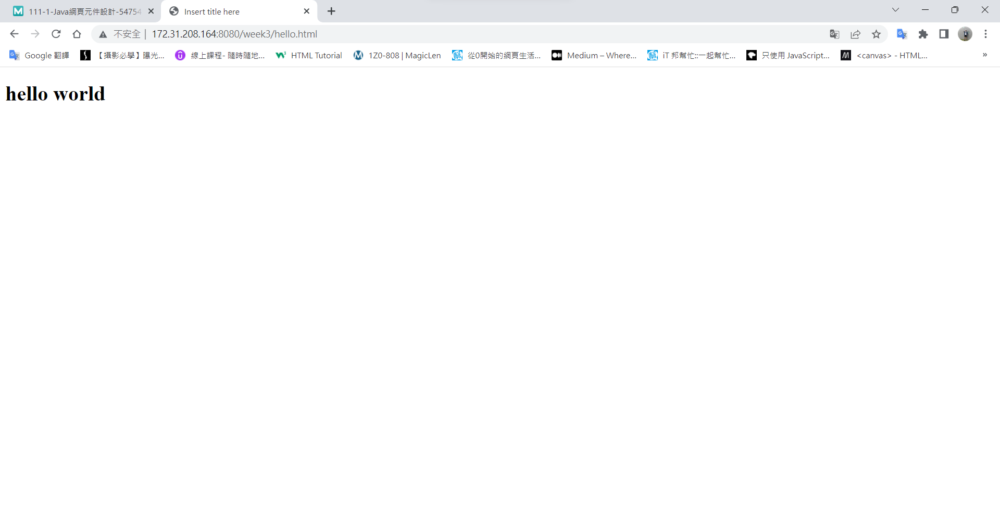 111-1-Java網頁元件設計-54754
Insert title here
不安全 | 172.31.208.164:8080/week3/hello.html
Google 翻譯
【攝影必學】曝光...
線上課程- 隨時隨地...
HTML Tutorial
1Z0-808 | MagicLen
從0開始的網頁生活...
Medium – Where...
iT 邦幫忙::一起幫忙...
只使用 JavaScript...
<canvas> - HTML...
»
hello world